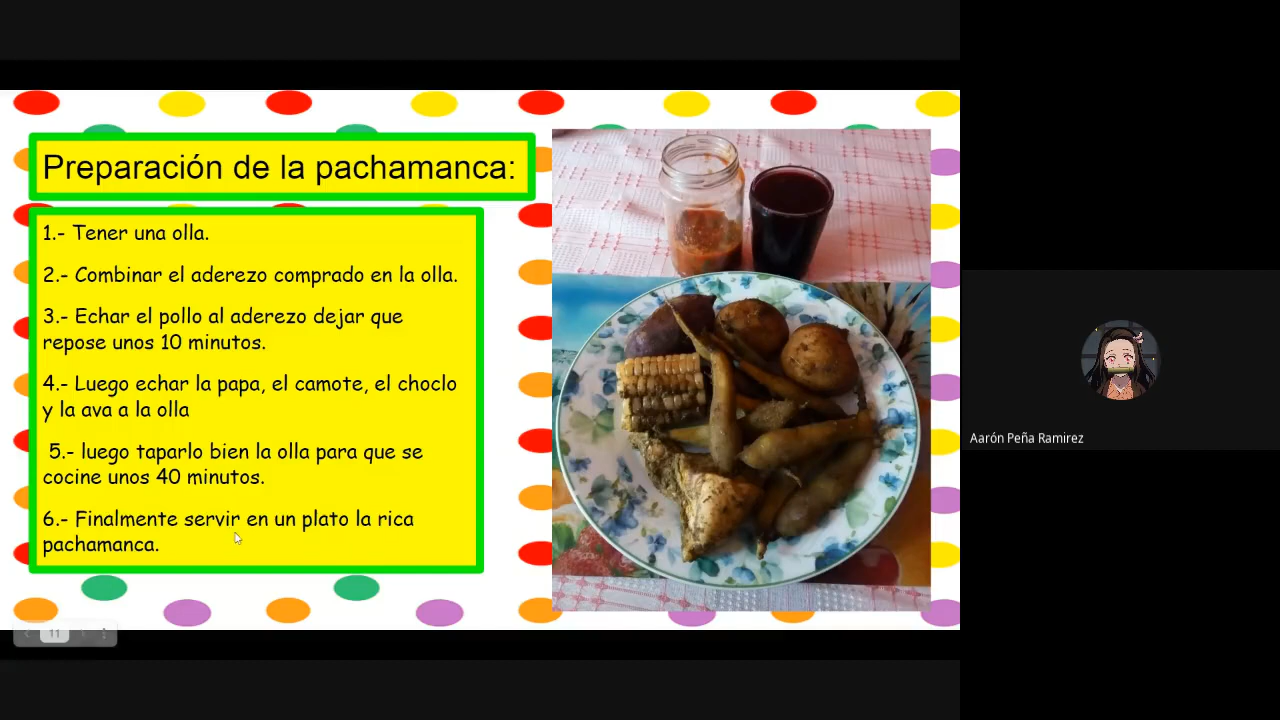 Preparación de la pachamanca:
1.- Tener una olla.
2.- Combinar el aderezo comprado en la olla.
3.- Echar el pollo al aderezo dejar que
repose unos 10 minutos.
4.- Luego echar la papa, el camote, el choclo
y la ava a la olla
5.- luego taparlo bien la olla para que se
cocine unos 40 minutos.
6.- Finalmente servir en un plato la rica
pachamanca.
11
Aarón Peña Ramirez